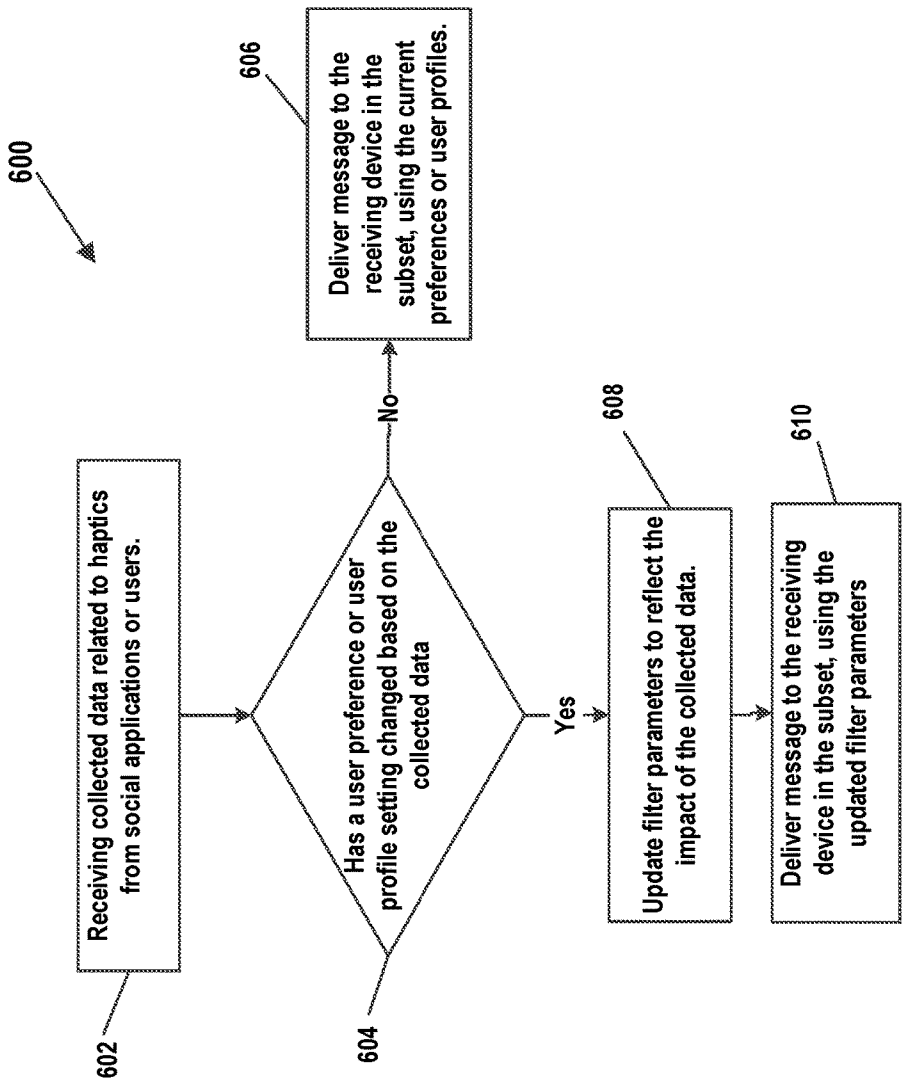 600
602
Receiving collected data related to haptics
from social applications or users.
604
Has a user preference or user
profile setting changed based on the
collected data
No
606
Deliver message to the
receiving device in the
subset, using the current
preferences or user profiles.
Yes
608
Update filter parameters to reflect the
impact of the collected data.
610
Deliver message to the receiving
device in the subset, using the
updated filter parameters